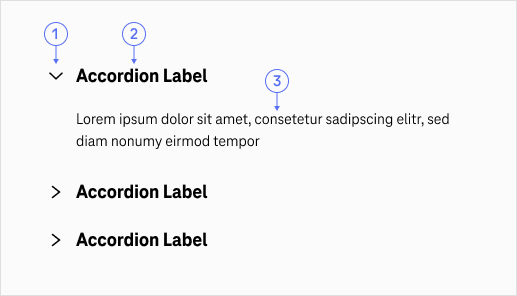 1 2
Accordion Label
3
Lorem ipsum dolor sit amet, consetetur sadipscing elitr, sed
diam nonumy eirmod tempor
Accordion Label
Accordion Label